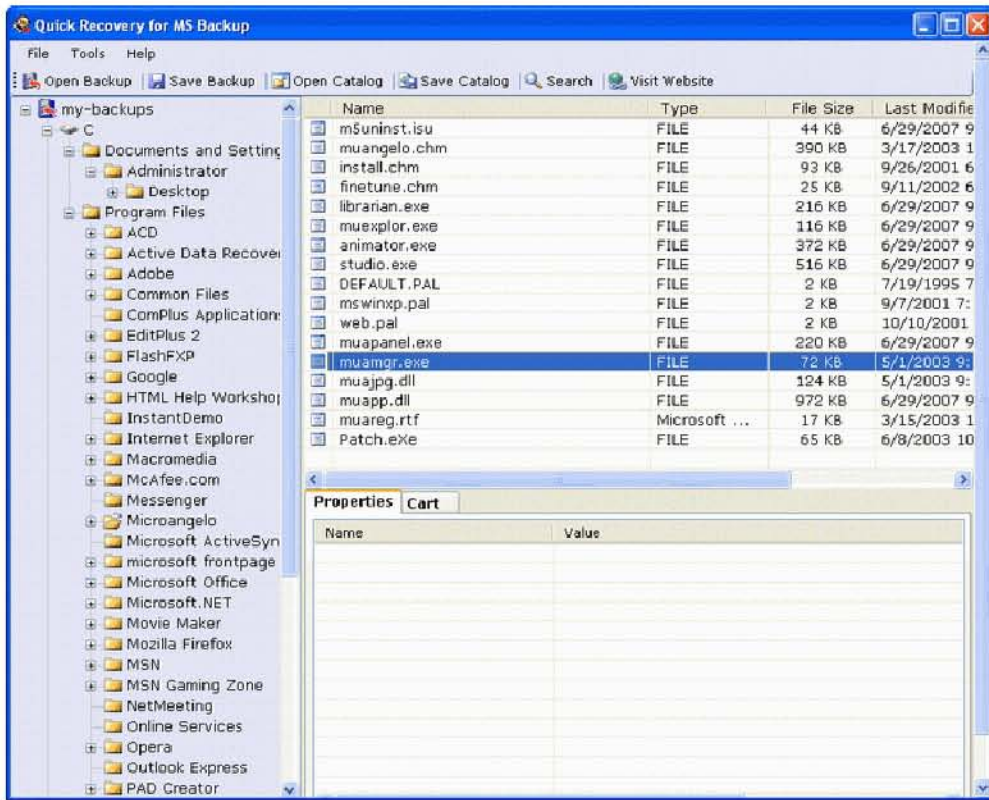 Quick Recovery for MS Backup
File Tools Help
Open Backup Save Backup Open Catalog Save Catalog Search Visit Website
my-backups
C
Documents and Setting
Administrator
Desktop
Program Files
ACD
Active Data Recove
Adobe
Common Files
ComPlus Application
EditPlus 2
FlashFXP
Google
HTML Help Workshop
InstantDemo
Internet Explorer
Macromedia
McAfee.com
Messenger
Microangelo
Microsoft ActiveSyn
microsoft frontpage
Microsoft Office
Microsoft.NET
Movie Maker
Mozilla Firefox
MSN
MSN Gaming Zone
NetMeeting
Online Services
Opera
Outlook Express
PAD Creator
Name Type File Size Last Modifie
m5uninst.isu FILE 44 KB 6/29/2007 9
muangelo.chm FILE 390 KB 3/17/2003 1
install.chm FILE 93 KB 9/26/2001 6
finetune.chm FILE 25 KB 9/11/2002 6
librarian.exe FILE 216 KB 6/29/2007 9
muexplor.exe FILE 116 KB 6/29/2007 9
animator.exe FILE 372 KB 6/29/2007 9
studio.exe FILE 516 KB 6/29/2007 9
DEFAULT.PAL FILE 2 KB 7/19/1995 7
mswinxp.pal FILE 2 KB 9/7/2001 7:
web.pal FILE 2 KB 10/10/2001
muapanel.exe FILE 220 KB 6/29/2007 9
muamgr.exe FILE 72 KB 5/1/2003 9:
muajpg.dll FILE 124 KB 5/1/2003 9:
muapp.dll FILE 972 KB 6/29/2007 9
muareg.rtf Microsoft ... 17 KB 3/15/2003 1
Patch.eXe FILE 65 KB 6/8/2003 10
Properties Cart
Name Value